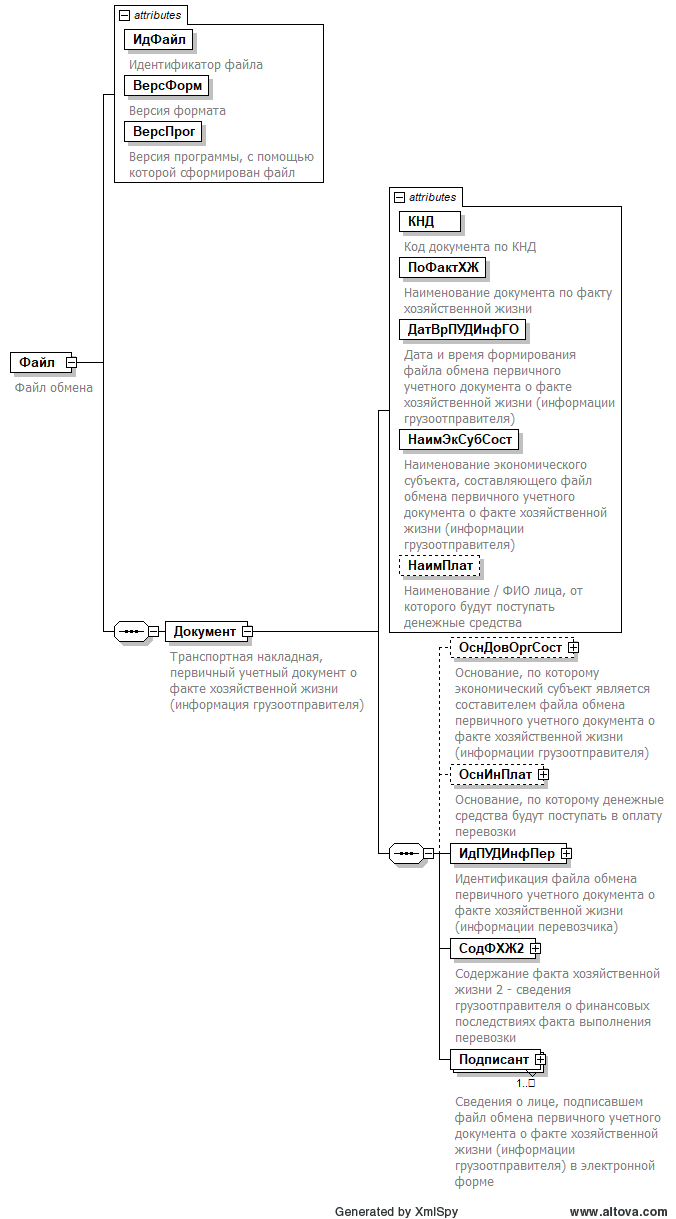 attributes
ИдФайл
Идентификатор файла
ВерсФорм
Версия формата
ВерсПрог
Версия программы, с помощью
которой сформирован файл
attributes
КНД
Код документа по КНД
ПоФактХЖ
Наименование документа по факту
хозяйственной жизни
ДатВрПУДИнфГО
Дата и время формирования
файла обмена первичного
учетного документа о факте
хозяйственной жизни (информации
грузоотправителя)
НаимЭкСубСост
Наименование экономического
субъекта, составляющего файл
обмена первичного учетного
документа о факте хозяйственной
жизни (информации
грузоотправителя)
НаимПлат
Наименование / ФИО лица, от
которого будут поступать
денежные средства
Файл
Файл обмена
Документ
Транспортная накладная,
первичный учетный документ о
факте хозяйственной жизни
(информация грузоотправителя)
ОснДовОргСост
Основание, по которому
экономический субъект является
составителем файла обмена
первичного учетного документа о
факте хозяйственной жизни
(информации грузоотправителя)
ОснИнПлат
Основание, по которому денежные
средства будут поступать в оплату
перевозки
ИдПУДИнфПер
Идентификация файла обмена
первичного учетного документа о
факте хозяйственной жизни
(информации перевозчика)
СодФХЖ2
Содержание факта хозяйственной
жизни 2 - сведения
грузоотправителя о финансовых
последствиях факта выполнения
перевозки
Подписант
1..□
Сведения о лице, подписавшем
файл обмена первичного учетного
документа о факте хозяйственной
жизни (информации
грузоотправителя) в электронной
форме
Generated by XmlSpy
www.altova.com